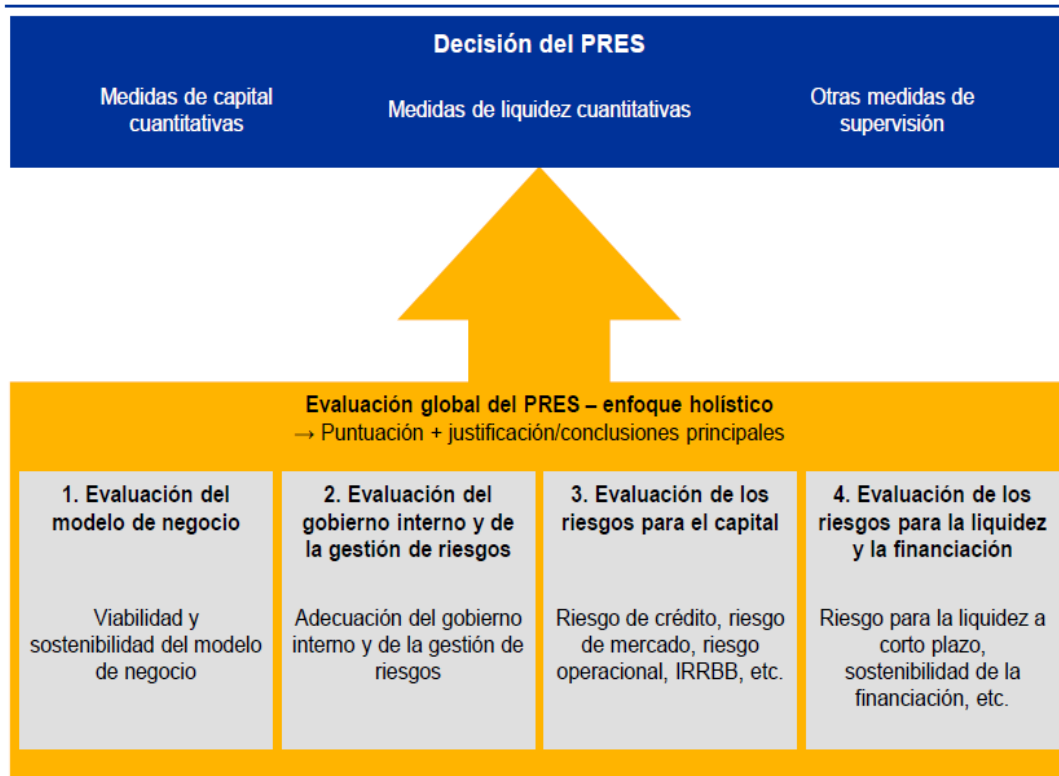 Decisión del PRES
Medidas de capital
cuantitativas
Medidas de liquidez cuantitativas
Otras medidas de
supervisión
Evaluación global del PRES – enfoque holístico
→ Puntuación + justificación/conclusiones principales
1. Evaluación del
modelo de negocio
Viabilidad y
sostenibilidad del modelo
de negocio
2. Evaluación del
gobierno interno y de
la gestión de riesgos
Adecuación del gobierno
interno y de la gestión de
riesgos
3. Evaluación de los
riesgos para el capital
Riesgo de crédito, riesgo
de mercado, riesgo
operacional, IRRBB, etc.
4. Evaluación de los
riesgos para la liquidez
y la financiación
Riesgo para la liquidez a
corto plazo,
sostenibilidad de la
financiación, etc.